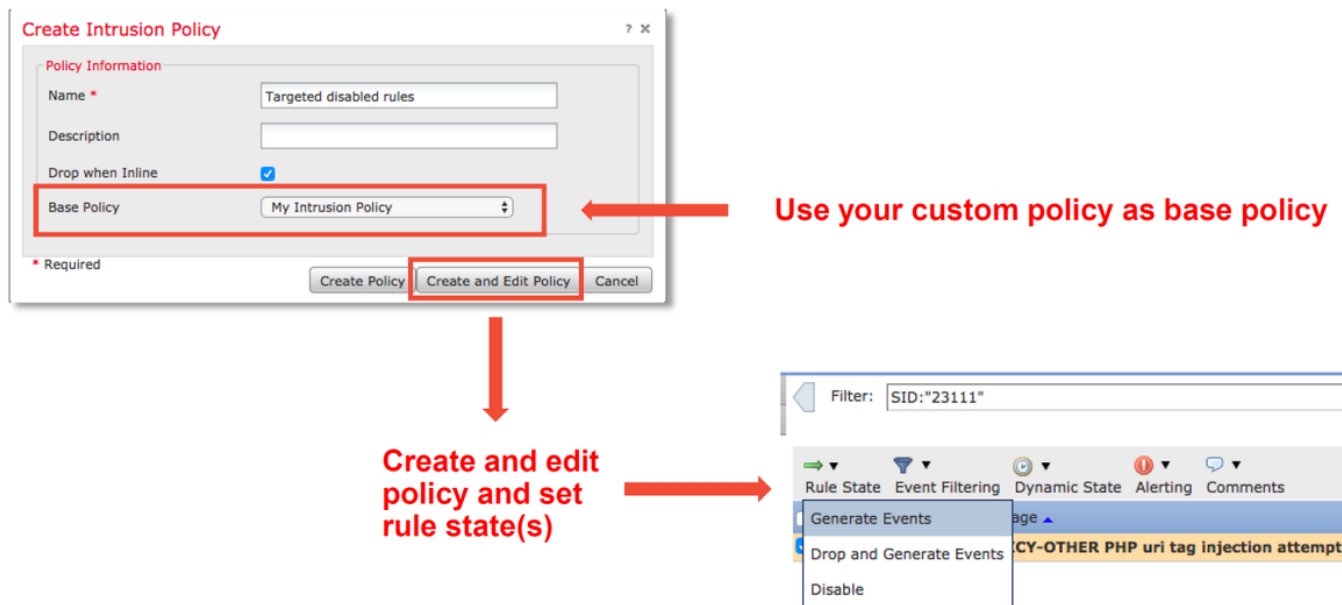 Create Intrusion Policy
? X
Policy Information
Name *
Targeted disabled rules
Description
Drop when Inline
Base Policy
My Intrusion Policy
* Required
Create Policy
Create and Edit Policy
Cancel
Use your custom policy as base policy
Create and edit
policy and set
rule state(s)
Filter:
SID:"23111"
Rule State
Event Filtering
Dynamic State
Alerting
Comments
Generate Events
Drop and Generate Events
Disable
age
CY-OTHER PHP uri tag injection attempt